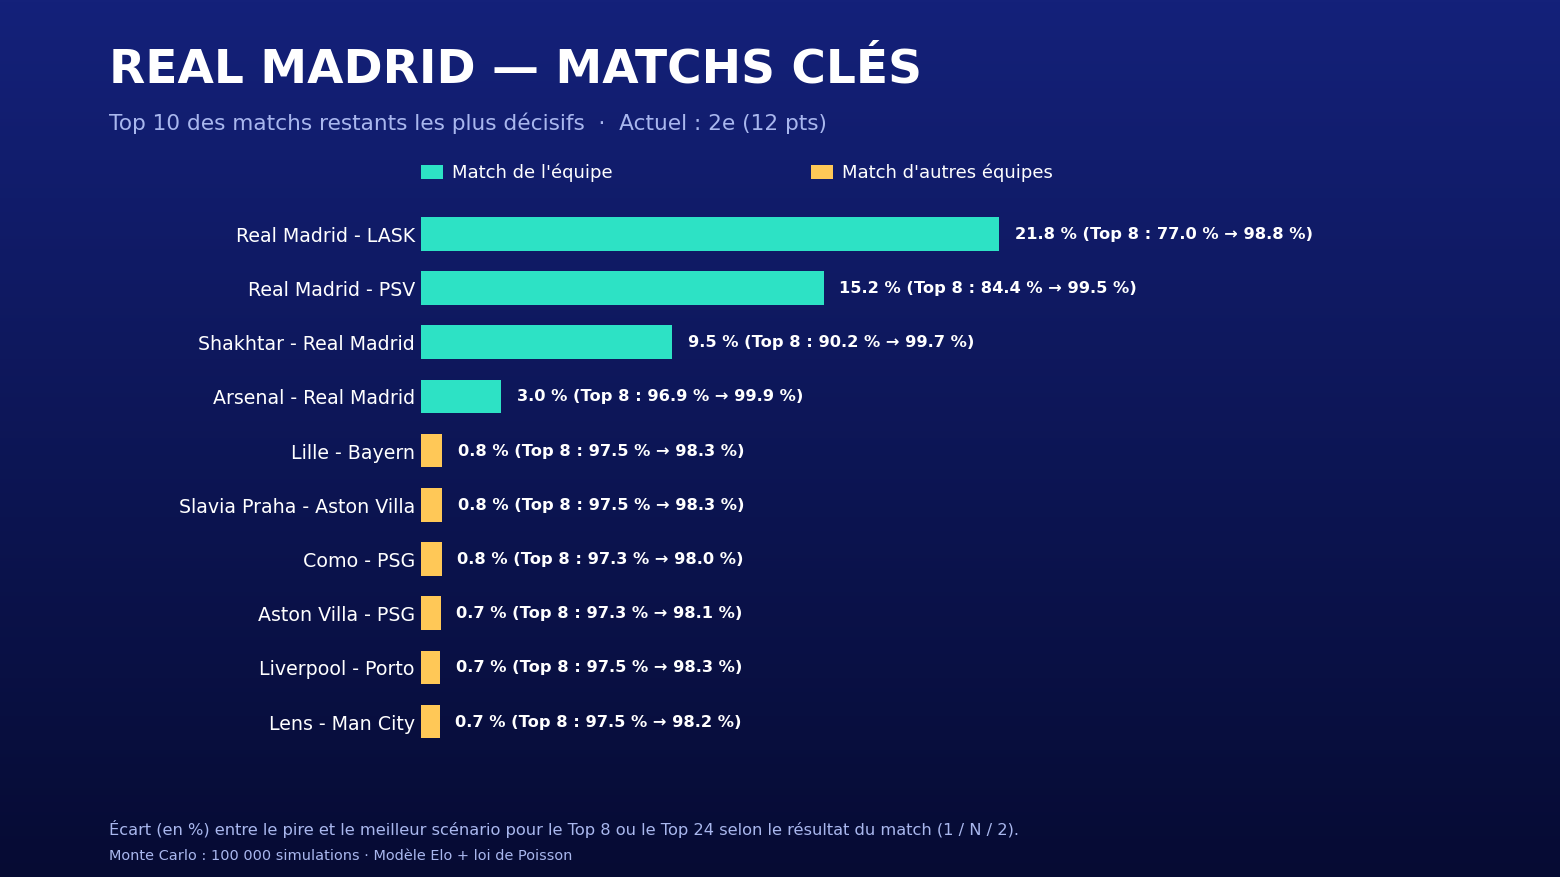 REAL MADRID — MATCHS CLÉS
Top 10 des matchs restants les plus décisifs · Actuel : 2e (12 pts)
Match de l'équipe
Match d'autres équipes
Real Madrid - LASK 21.8 % (Top 8 : 77.0 % → 98.8 %)
Real Madrid - PSV 15.2 % (Top 8 : 84.4 % → 99.5 %)
Shakhtar - Real Madrid 9.5 % (Top 8 : 90.2 % → 99.7 %)
Arsenal - Real Madrid 3.0 % (Top 8 : 96.9 % → 99.9 %)
Lille - Bayern 0.8 % (Top 8 : 97.5 % → 98.3 %)
Slavia Praha - Aston Villa 0.8 % (Top 8 : 97.5 % → 98.3 %)
Como - PSG 0.8 % (Top 8 : 97.3 % → 98.0 %)
Aston Villa - PSG 0.7 % (Top 8 : 97.3 % → 98.1 %)
Liverpool - Porto 0.7 % (Top 8 : 97.5 % → 98.3 %)
Lens - Man City 0.7 % (Top 8 : 97.5 % → 98.2 %)
Écart (en %) entre le pire et le meilleur scénario pour le Top 8 ou le Top 24 selon le résultat du match (1 / N / 2).
Monte Carlo : 100 000 simulations · Modèle Elo + loi de Poisson